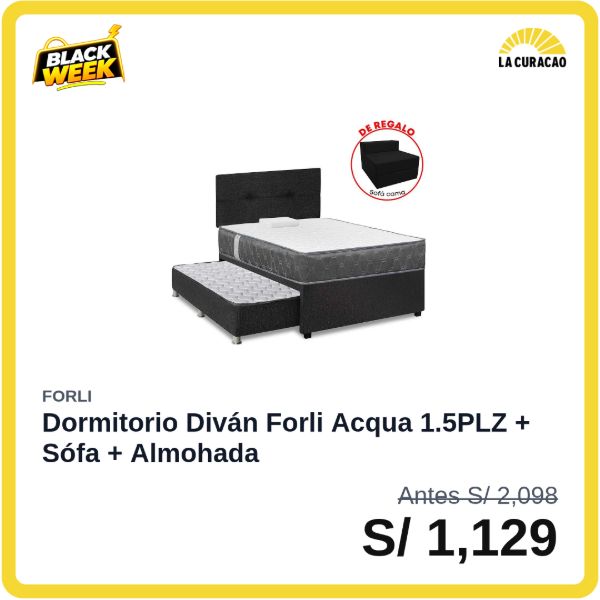 BLACK
WEEK
LA CURACAO
DE REGALO
Sofá cama
FORLI
Dormitorio Diván Forli Acqua 1.5PLZ +
Sófa + Almohada
Antes S/ 2,098
S/ 1,129